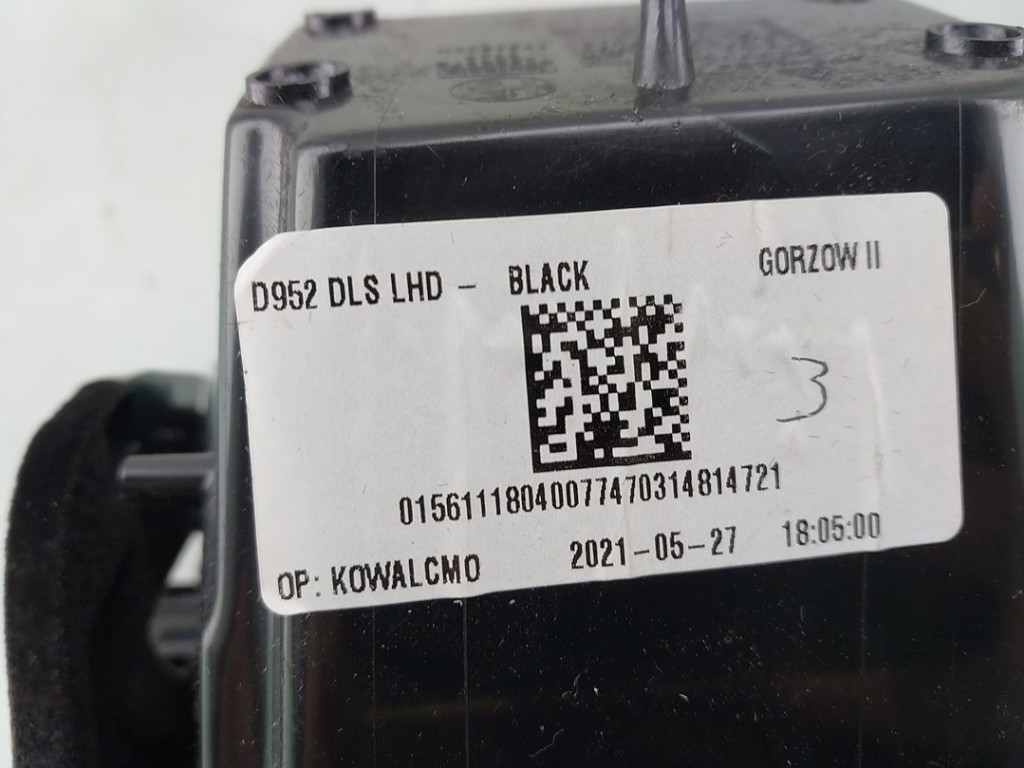 D952 DLS LHD - BLACK GORZOW II
3
01561118040077470314814721
OP: KOWALCMO 2021-05-27 18:05:00